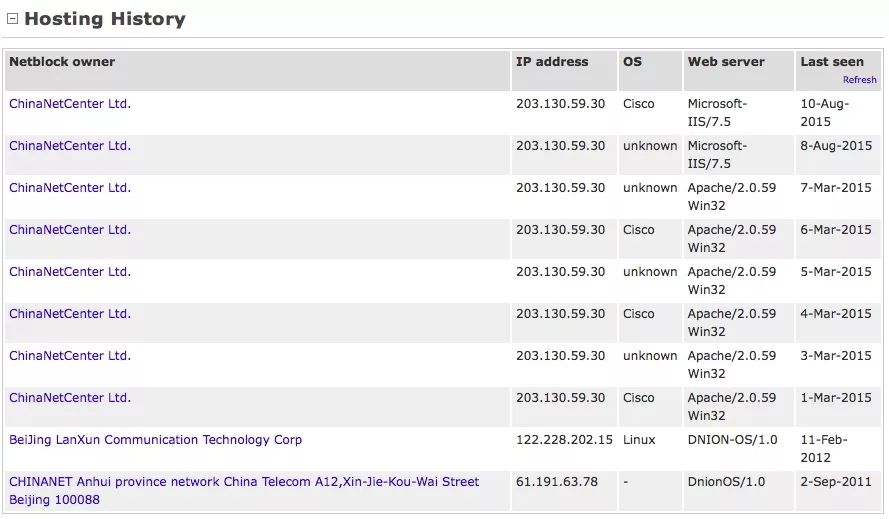 Hosting History
Netblock owner IP address OS Web server Last seen
Refresh
ChinaNetCenter Ltd. 203.130.59.30 Cisco Microsoft- 10-Aug-
IIS/7.5 2015
ChinaNetCenter Ltd. 203.130.59.30 unknown Microsoft- 8-Aug-2015
IIS/7.5
ChinaNetCenter Ltd. 203.130.59.30 unknown Apache/2.0.59 7-Mar-2015
Win32
ChinaNetCenter Ltd. 203.130.59.30 Cisco Apache/2.0.59 6-Mar-2015
Win32
ChinaNetCenter Ltd. 203.130.59.30 unknown Apache/2.0.59 5-Mar-2015
Win32
ChinaNetCenter Ltd. 203.130.59.30 Cisco Apache/2.0.59 4-Mar-2015
Win32
ChinaNetCenter Ltd. 203.130.59.30 unknown Apache/2.0.59 3-Mar-2015
Win32
ChinaNetCenter Ltd. 203.130.59.30 Cisco Apache/2.0.59 1-Mar-2015
Win32
BeiJing LanXun Communication Technology Corp 122.228.202.15 Linux DNION-OS/1.0 11-Feb-
2012
CHINANET Anhui province network China Telecom A12,Xin-Jie-Kou-Wai Street 61.191.63.78 - DnionOS/1.0 2-Sep-2011
Beijing 100088